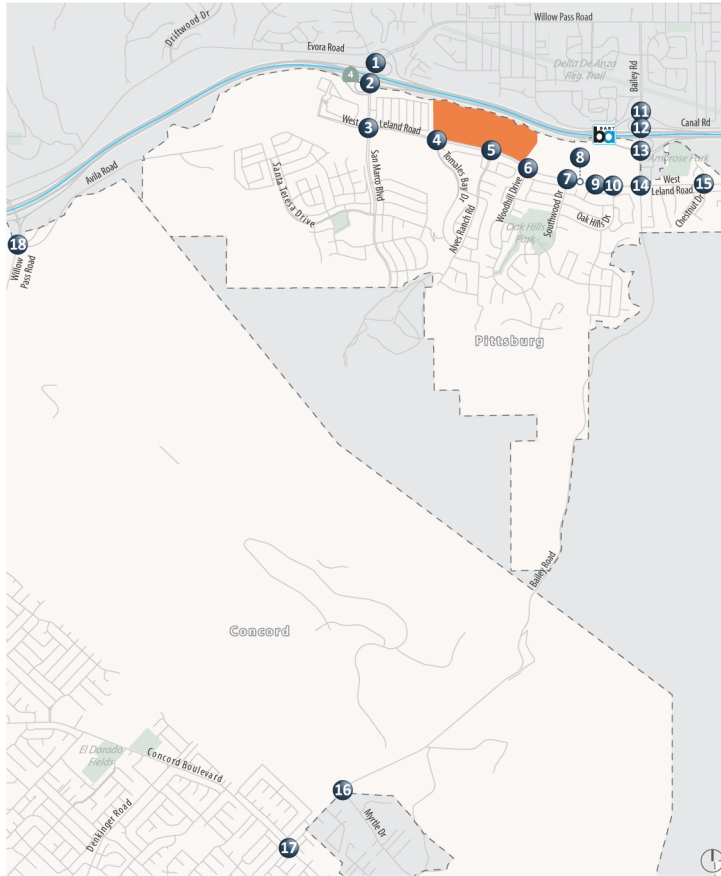 Willow Pass Road
Driftwood Dr
Evora Road
Delta De Anza
Reg. Trail
Bailey Rd
1
4
2
11
BART
ba
12
Canal Rd
West Leland Road
3
4
5
6
7
8
9
10
13
Ambrose Park
14
West
Leland Road
15
Chestnut Dr
Avila Road
Santa Teresa Drive
San Marco Blvd
Tomales Bay Dr
Alves Ranch Rd
Woodhill Drive
Southwood Dr
Oak Hills
Park
Oak Hills Dr
18
Willow
Pass Road
Pittsburg
Bailey Road
Concord
El Dorado
Fields
Concord Boulevard
Denkinger Road
16
Myrtle Dr
17